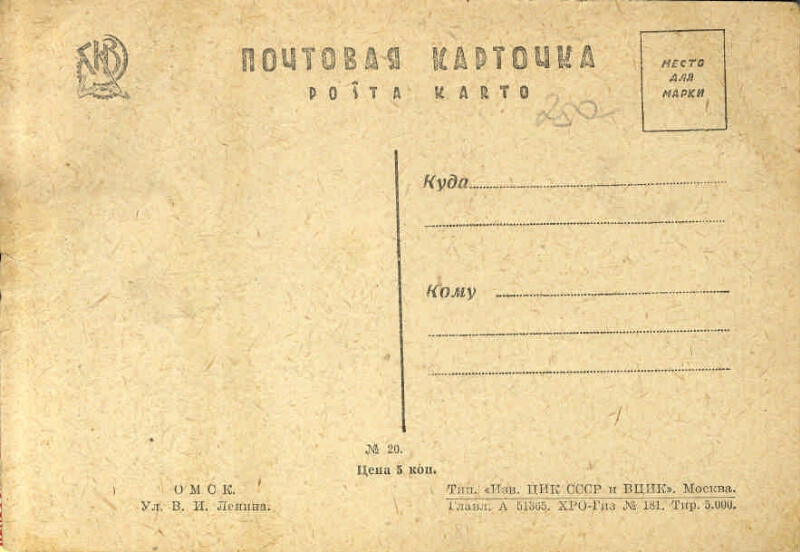 ПОЧТОВАЯ КАРТОЧКА
POŜTA KARTO
250
МЕСТО
ДЛЯ
МАРКИ
Куда
Кому
№ 20.
Цена 5 коп.
ОМСК.
Ул. В. И. Ленина.
Тип. «Изв. ЦИК СССР и ВЦИК». Москва.
Главл. А 51365. ХРО-Гиз № 181. Тир. 5.000.